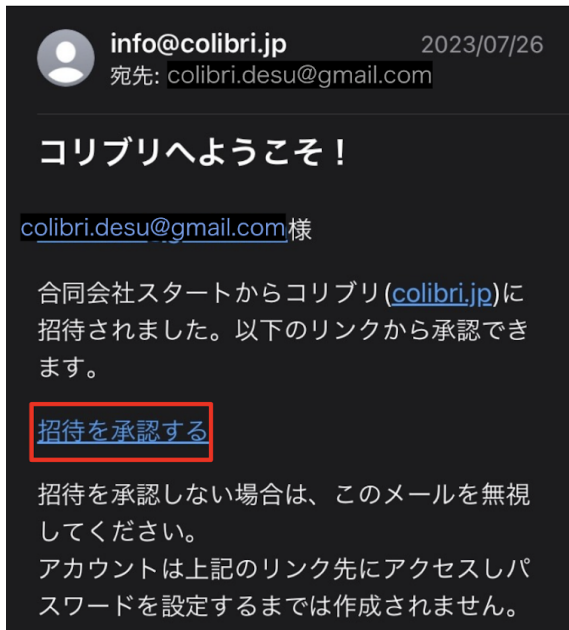 info@colibri.jp 2023/07/26
宛先: colibri.desu@gmail.com
コリブリへようこそ！
colibri.desu@gmail.com様
合同会社スタートからコリブリ(colibri.jp)に
招待されました。以下のリンクから承認でき
ます。
招待を承認する
招待を承認しない場合は、このメールを無視
してください。
アカウントは上記のリンク先にアクセスしパ
スワードを設定するまでは作成されません。